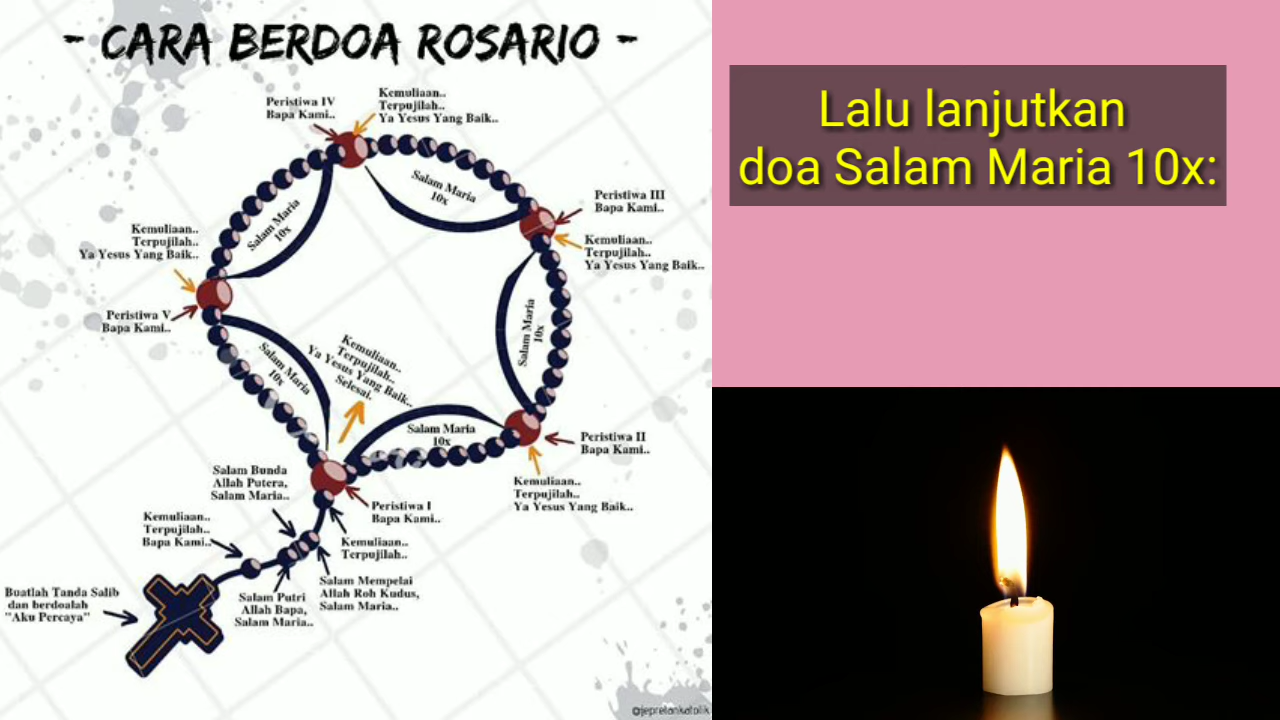 - CARA BERDOA ROSARIO -
Peristiwa IV
Bapa Kami..
Kemuliaan..
Terpujilah..
Ya Yesus Yang Baik..
Salam Maria
10x
Peristiwa III
Bapa Kami..
Kemuliaan..
Terpujilah..
Ya Yesus Yang Baik..
Salam Maria
10x
Kemuliaan..
Terpujilah..
Ya Yesus Yang Baik..
Peristiwa V
Bapa Kami..
Salam Maria
10x
Salam Maria
10x
Kemuliaan..
Terpujilah..
Ya Yesus Yang Baik..
Selesai.
Salam Maria
10x
Peristiwa II
Bapa Kami..
Kemuliaan..
Terpujilah..
Ya Yesus Yang Baik..
Salam Bunda
Allah Putera,
Salam Maria..
Peristiwa I
Bapa Kami..
Kemuliaan..
Terpujilah..
Bapa Kami..
Kemuliaan..
Terpujilah..
Salam Mempelai
Allah Roh Kudus,
Salam Maria..
Salam Putri
Allah Bapa,
Salam Maria..
Buatlah Tanda Salib
dan berdoalah
"Aku Percaya"
@jepretankatolik
Lalu lanjutkan
doa Salam Maria 10x: